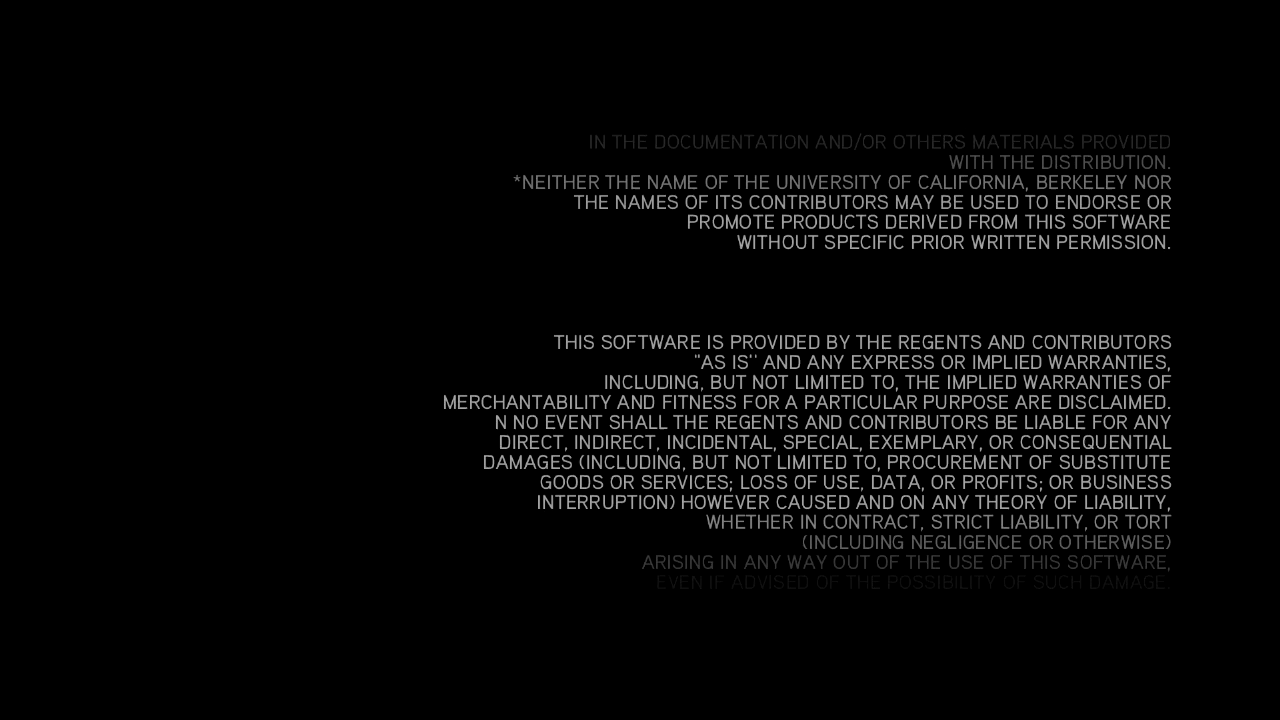 IN THE DOCUMENTATION AND/OR OTHERS MATERIALS PROVIDED
WITH THE DISTRIBUTION.
*NEITHER THE NAME OF THE UNIVERSITY OF CALIFORNIA, BERKELEY NOR
THE NAMES OF ITS CONTRIBUTORS MAY BE USED TO ENDORSE OR
PROMOTE PRODUCTS DERIVED FROM THIS SOFTWARE
WITHOUT SPECIFIC PRIOR WRITTEN PERMISSION.
THIS SOFTWARE IS PROVIDED BY THE REGENTS AND CONTRIBUTORS
"AS IS'' AND ANY EXPRESS OR IMPLIED WARRANTIES,
INCLUDING, BUT NOT LIMITED TO, THE IMPLIED WARRANTIES OF
MERCHANTABILITY AND FITNESS FOR A PARTICULAR PURPOSE ARE DISCLAIMED.
N NO EVENT SHALL THE REGENTS AND CONTRIBUTORS BE LIABLE FOR ANY
DIRECT, INDIRECT, INCIDENTAL, SPECIAL, EXEMPLARY, OR CONSEQUENTIAL
DAMAGES (INCLUDING, BUT NOT LIMITED TO, PROCUREMENT OF SUBSTITUTE
GOODS OR SERVICES; LOSS OF USE, DATA, OR PROFITS; OR BUSINESS
INTERRUPTION) HOWEVER CAUSED AND ON ANY THEORY OF LIABILITY,
WHETHER IN CONTRACT, STRICT LIABILITY, OR TORT
(INCLUDING NEGLIGENCE OR OTHERWISE)
ARISING IN ANY WAY OUT OF THE USE OF THIS SOFTWARE,
EVEN IF ADVISED OF THE POSSIBILITY OF SUCH DAMAGE.